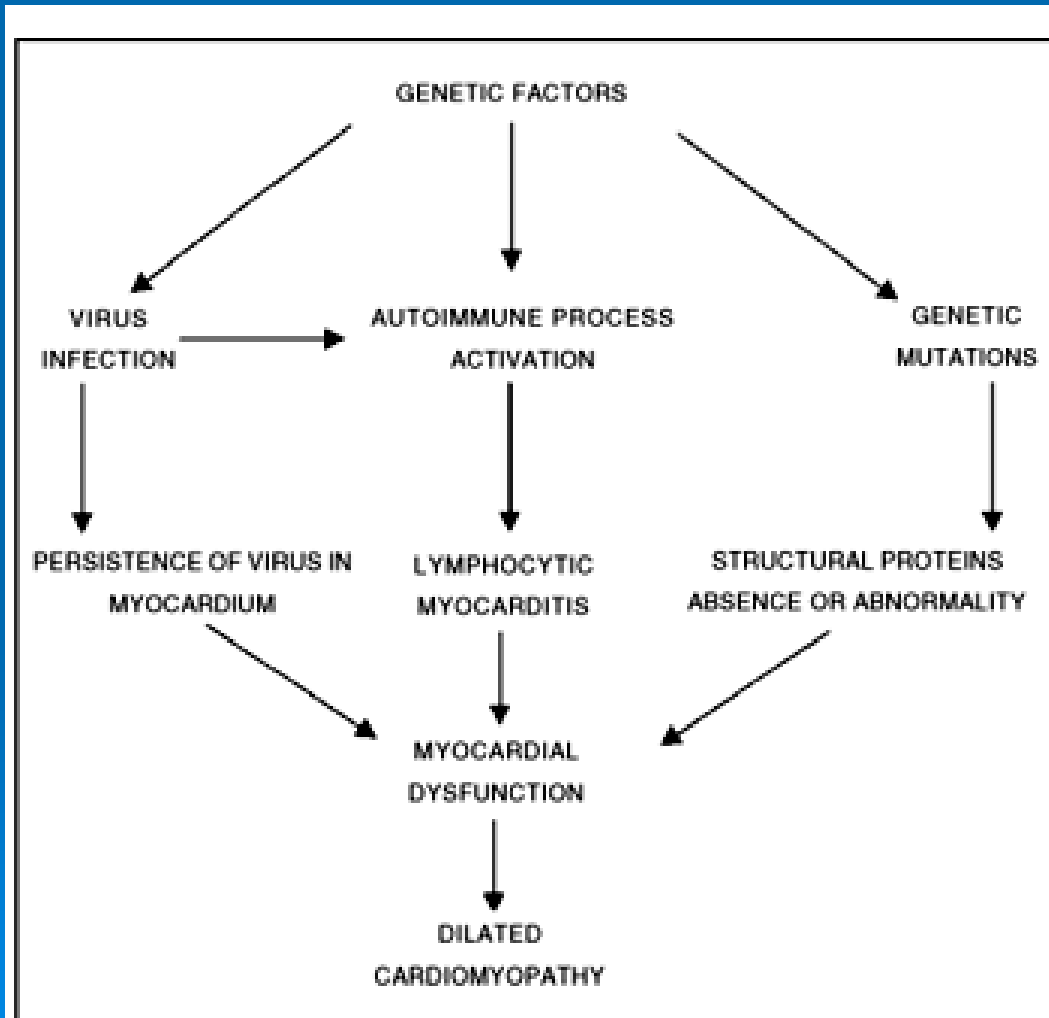 GENETIC FACTORS
VIRUS
INFECTION
AUTOIMMUNE PROCESS
ACTIVATION
GENETIC
MUTATIONS
PERSISTENCE OF VIRUS IN
MYOCARDIUM
LYMPHOCYTIC
MYOCARDITIS
STRUCTURAL PROTEINS
ABSENCE OR ABNORMALITY
MYOCARDIAL
DYSFUNCTION
DILATED
CARDIOMYOPATHY